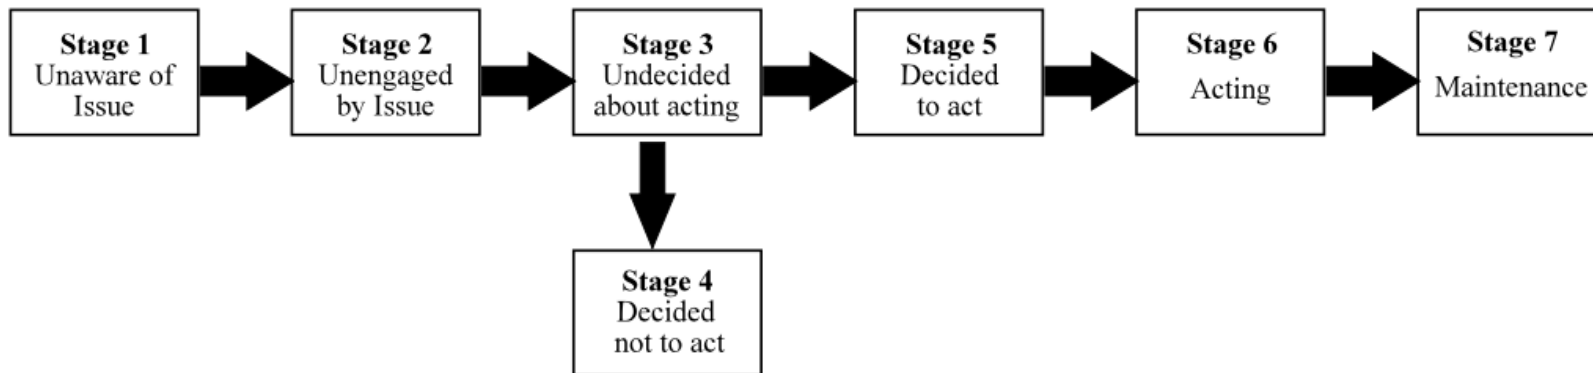 Stage 1
Unaware of
Issue
Stage 2
Unengaged
by Issue
Stage 3
Undecided
about acting
Stage 5
Decided
to act
Stage 6
Acting
Stage 7
Maintenance
Stage 4
Decided
not to act